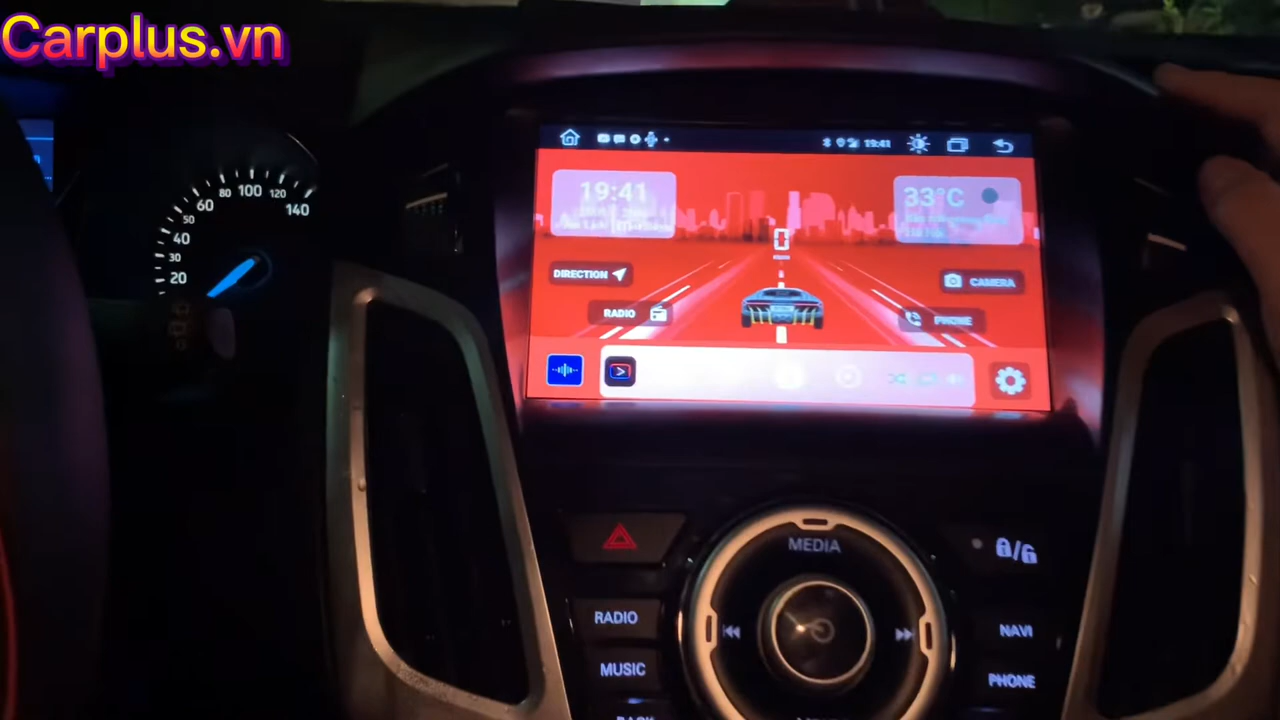 Carplus.vn
19:41
19:41
33°C
DIRECTION
CAMERA
RADIO
PHONE
80 100 120
60 140
50
40
30
20
MEDIA
RADIO
NAVI
MUSIC
PHONE